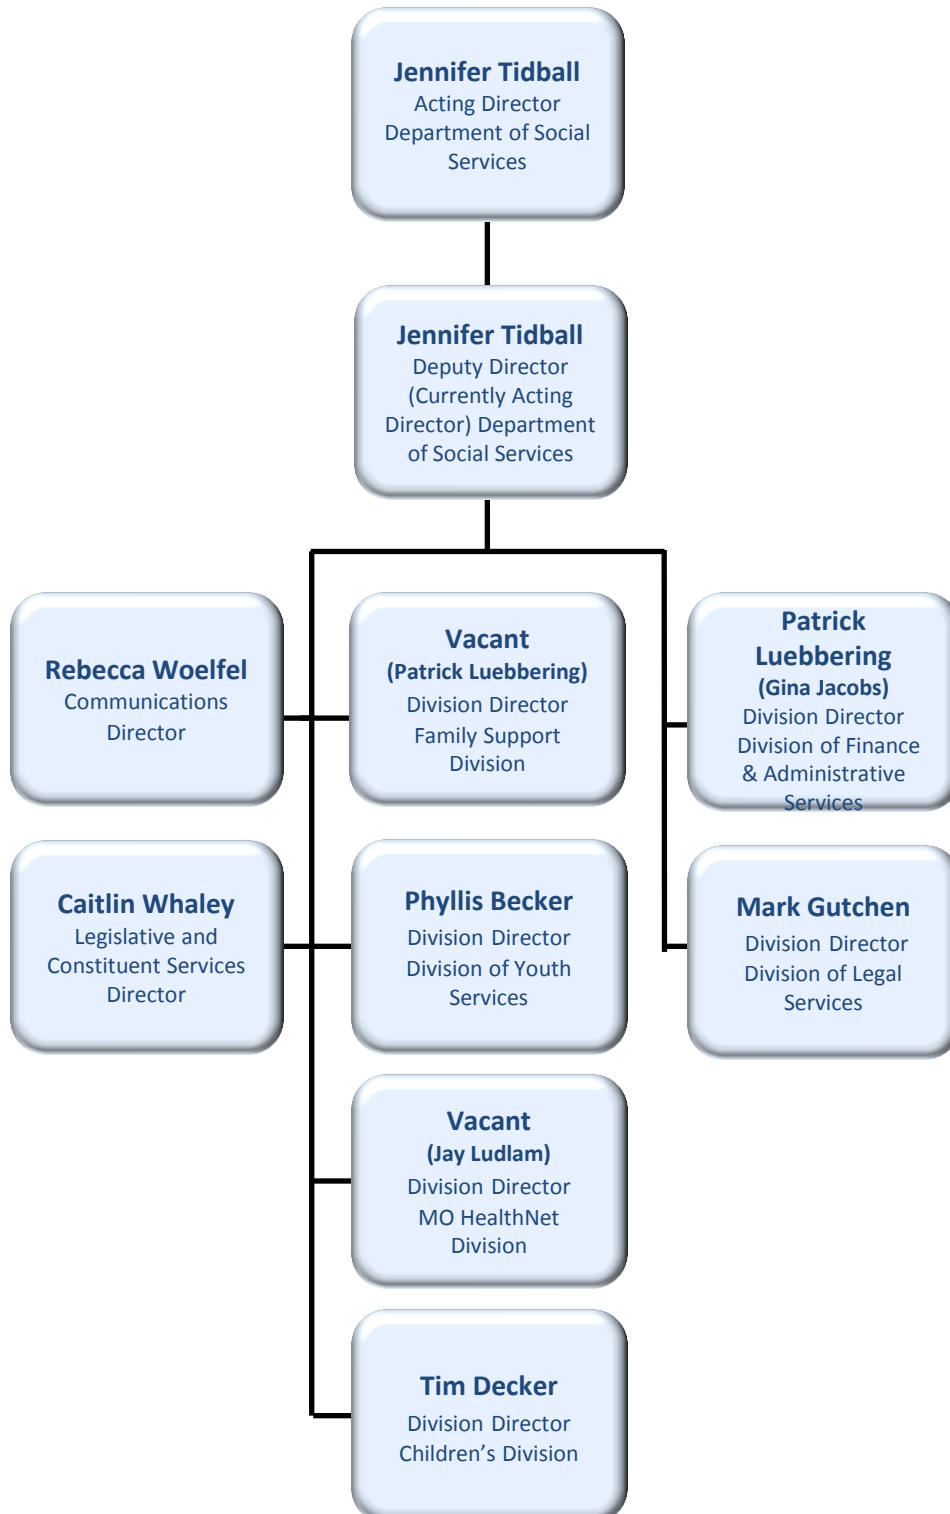 Jennifer Tidball
Acting Director
Department of Social
Services
Jennifer Tidball
Deputy Director
(Currently Acting
Director) Department
of Social Services
Rebecca Woelfel
Communications
Director
Vacant
(Patrick Luebbering)
Division Director
Family Support
Division
Patrick
Luebbering
(Gina Jacobs)
Division Director
Division of Finance
& Administrative
Services
Caitlin Whaley
Legislative and
Constituent Services
Director
Phyllis Becker
Division Director
Division of Youth
Services
Mark Gutchen
Division Director
Division of Legal
Services
Vacant
(Jay Ludlam)
Division Director
MO HealthNet
Division
Tim Decker
Division Director
Children’s Division